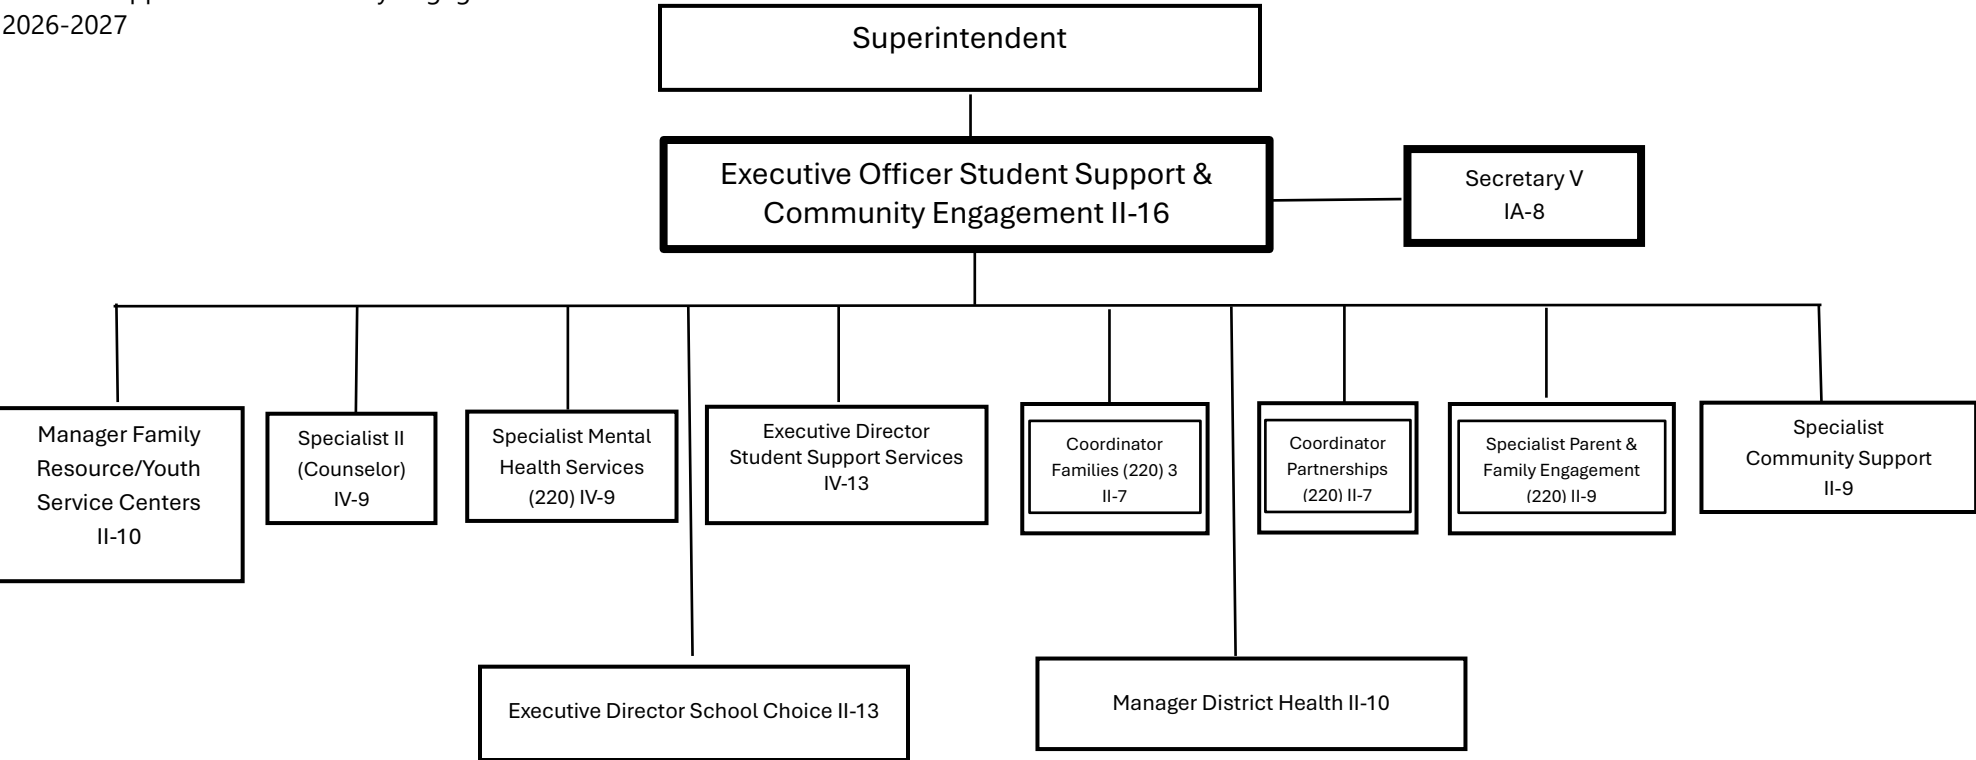 2026-2027
Superintendent
Executive Officer Student Support &
Community Engagement II-16
Secretary V
IA-8
Manager Family
Resource/Youth
Service Centers
II-10
Specialist II
(Counselor)
IV-9
Specialist Mental
Health Services
(220) IV-9
Executive Director
Student Support Services
IV-13
Coordinator
Families (220) 3
II-7
Coordinator
Partnerships
(220) II-7
Specialist Parent &
Family Engagement
(220) II-9
Specialist
Community Support
II-9
Executive Director School Choice II-13
Manager District Health II-10